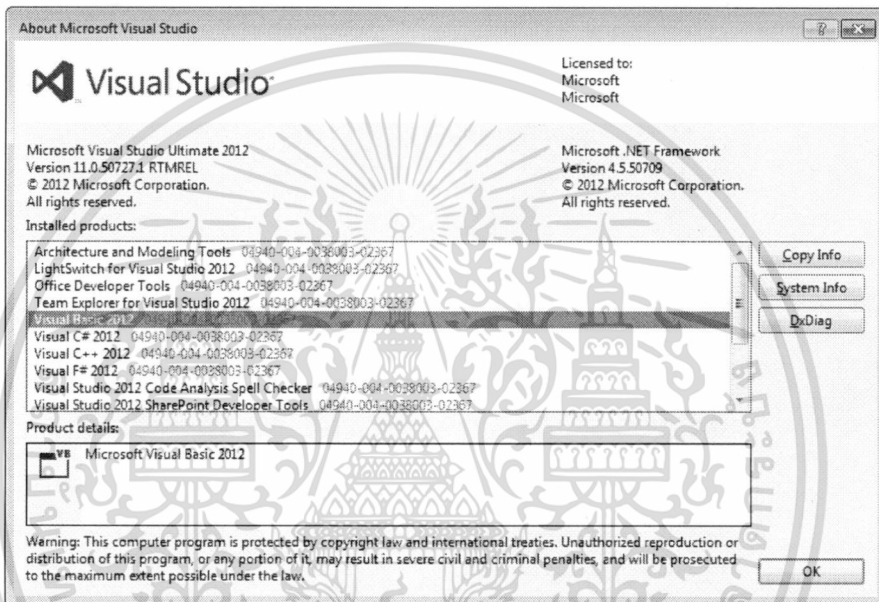 About Microsoft Visual Studio
Visual Studio
Licensed to:
Microsoft
Microsoft
Microsoft Visual Studio Ultimate 2012
Version 11.0.50727.1 RTMREL
© 2012 Microsoft Corporation.
All rights reserved.
Microsoft .NET Framework
Version 4.5.50709
© 2012 Microsoft Corporation.
All rights reserved.
Installed products:
Architecture and Modeling Tools 04940-004-0038003-02367
LightSwitch for Visual Studio 2012 04940-004-0038003-02367
Office Developer Tools 04940-004-0038003-02367
Team Explorer for Visual Studio 2012 04940-004-0038003-02367
Visual Basic 2012
Visual C# 2012 04940-004-0038003-02367
Visual C++ 2012 04940-004-0038003-02367
Visual F# 2012 04940-004-0038003-02367
Visual Studio 2012 Code Analysis Spell Checker 04940-004-0038003-02367
Visual Studio 2012 SharePoint Developer Tools 04940-004-0038003-02367
Copy Info
System Info
DxDiag
Product details:
VB
Microsoft Visual Basic 2012
Warning: This computer program is protected by copyright law and international treaties. Unauthorized reproduction or
distribution of this program, or any portion of it, may result in severe civil and criminal penalties, and will be prosecuted
to the maximum extent possible under the law.
OK